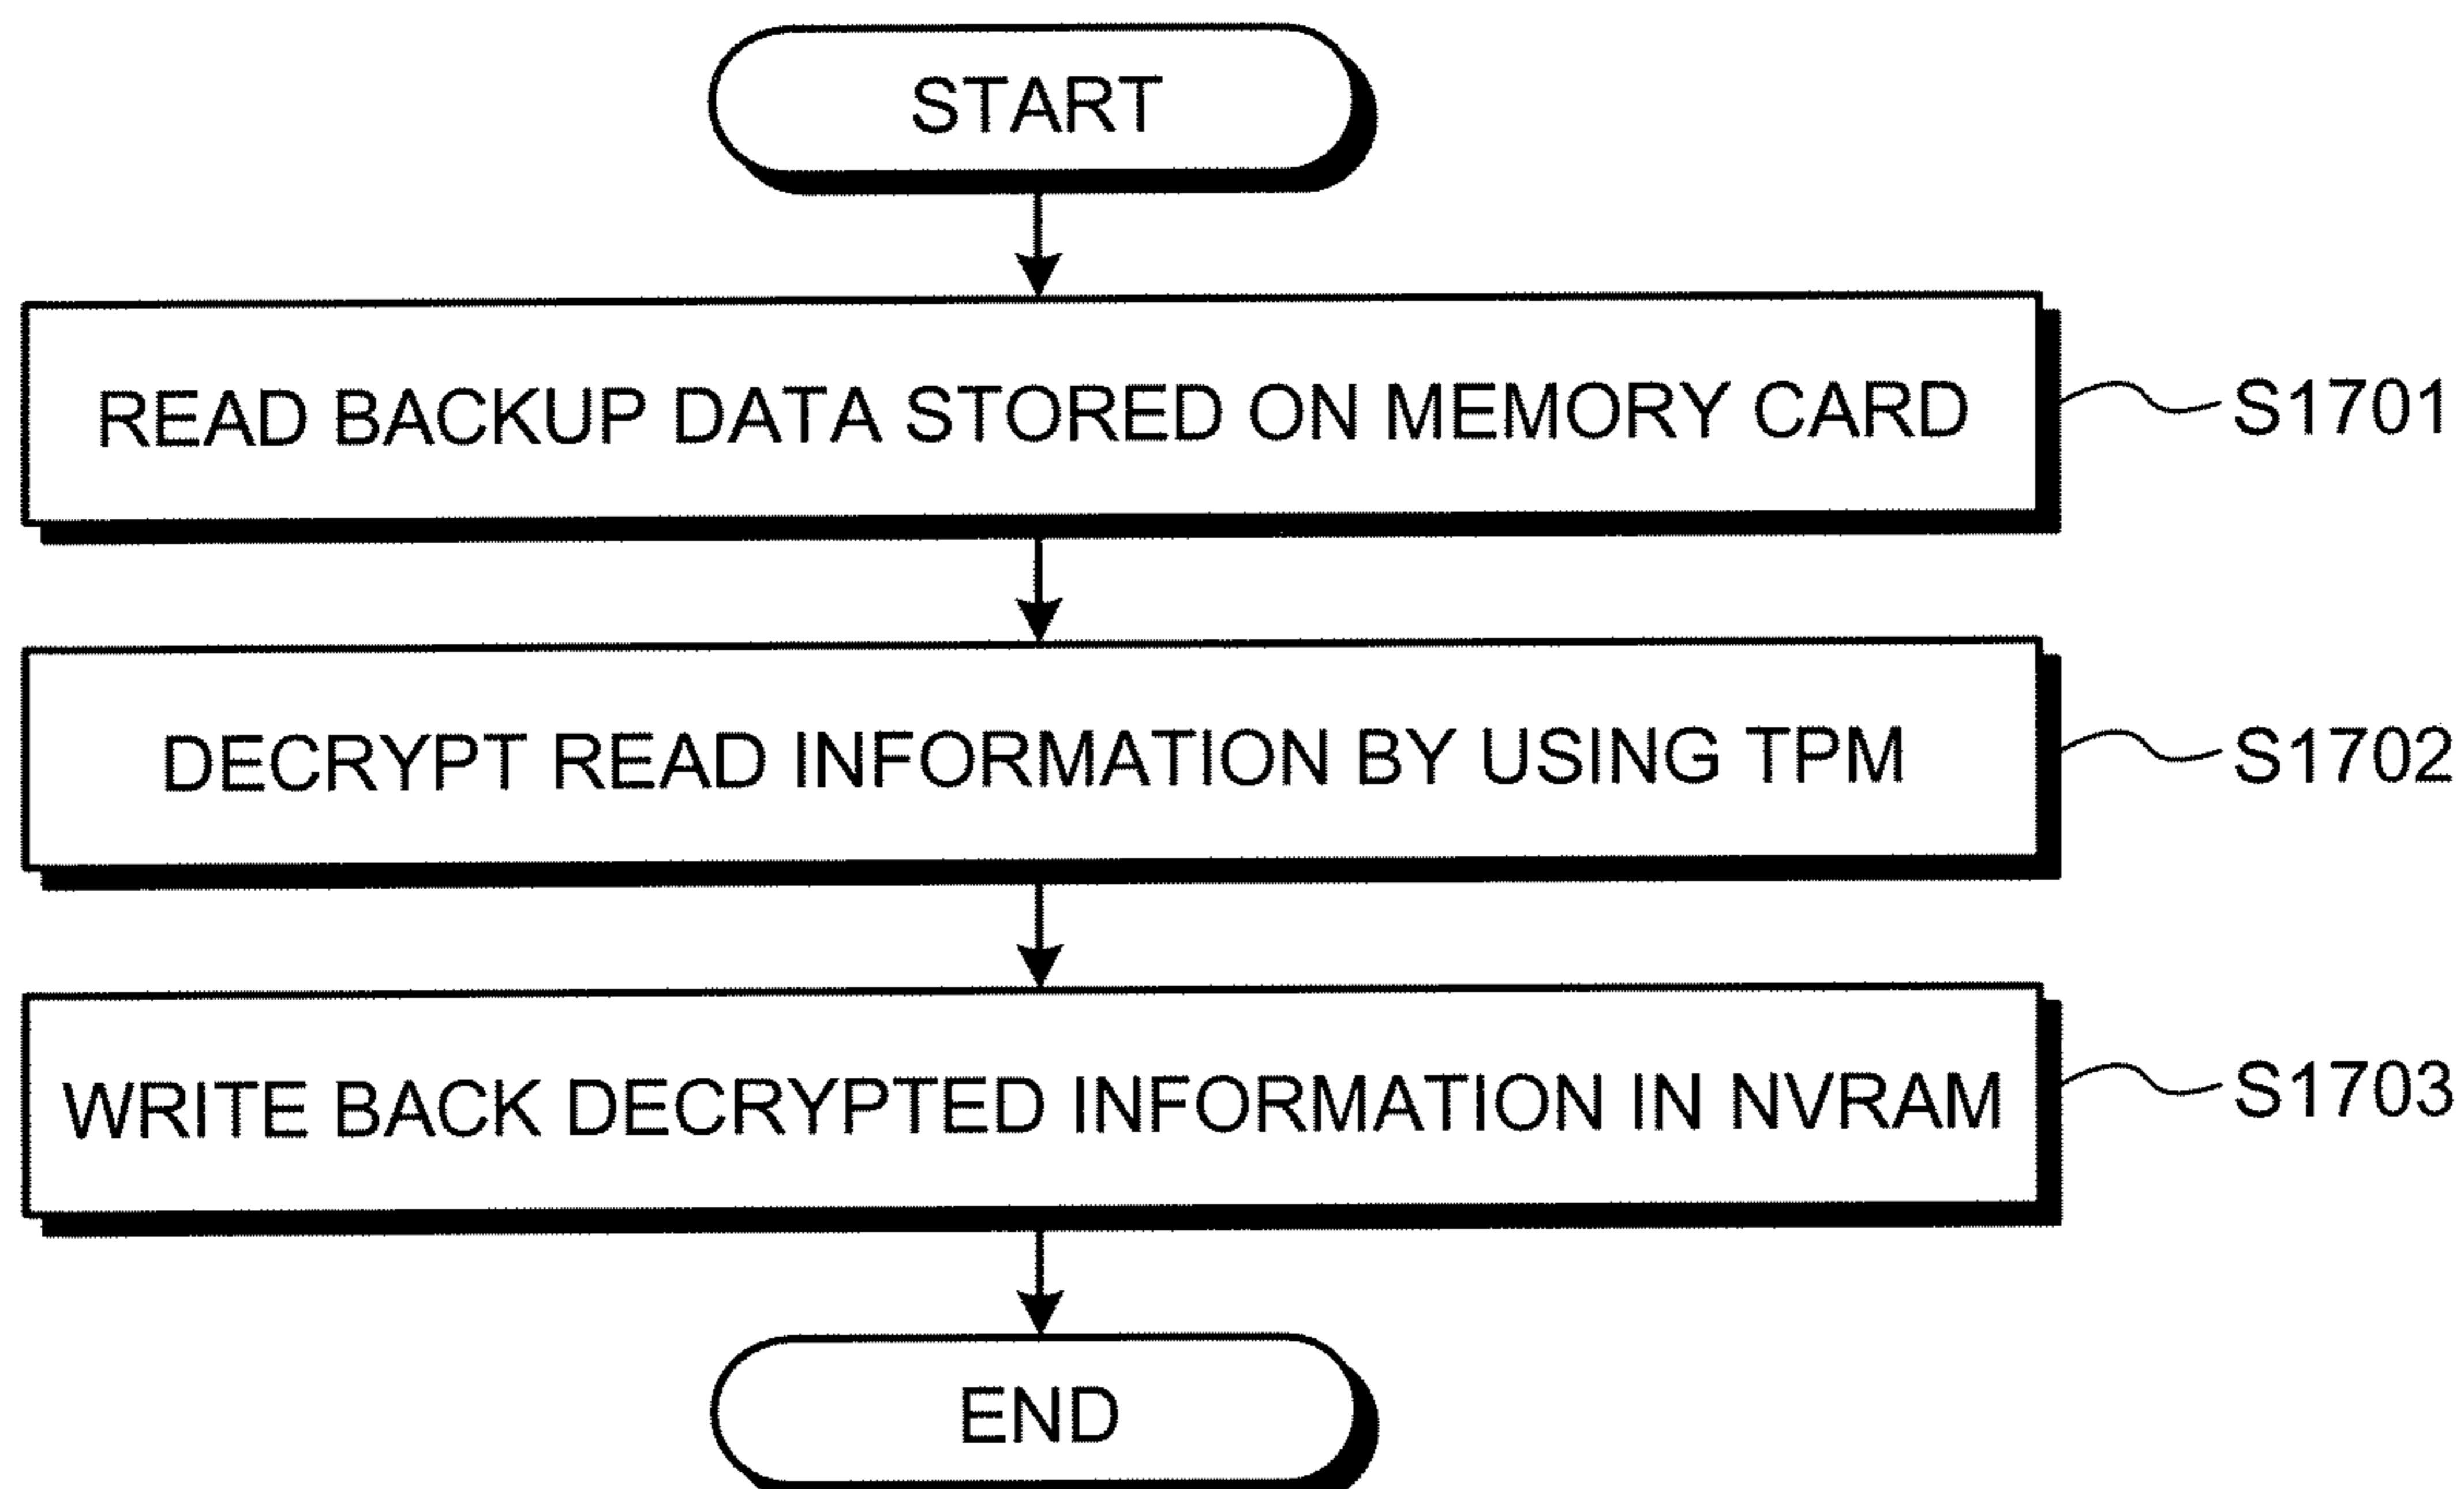 START
READ BACKUP DATA STORED ON MEMORY CARD
S1701
DECRYPT READ INFORMATION BY USING TPM
S1702
WRITE BACK DECRYPTED INFORMATION IN NVRAM
S1703
END